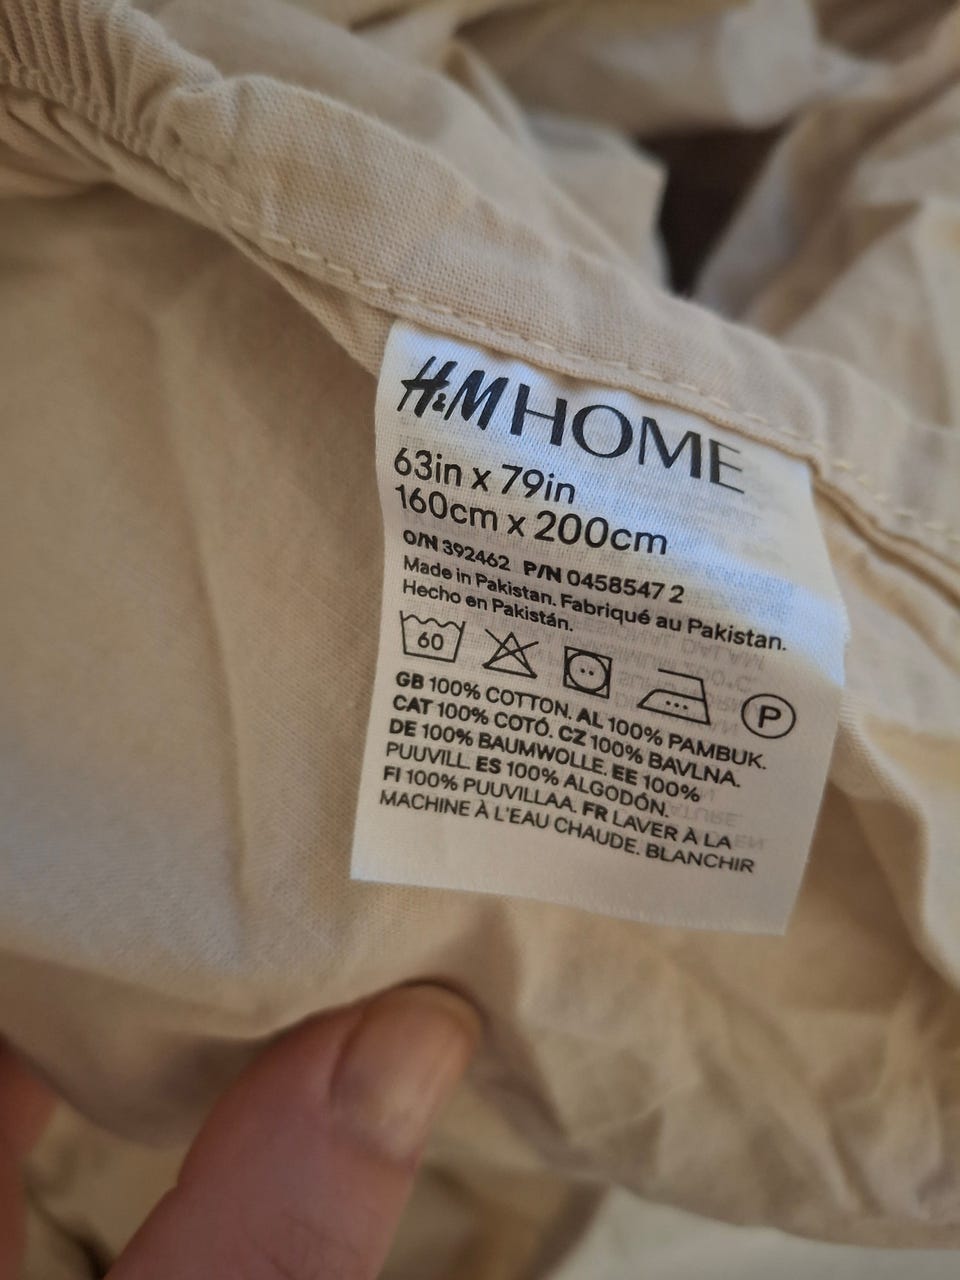 H&M HOME
63in x 79in
160cm x 200cm
O/N 392462 P/N 0458547 2
Made in Pakistan. Fabriqué au Pakistan.
Hecho en Pakistán.
60 P
GB 100% COTTON. AL 100% PAMBUK.
CAT 100% COTÓ. CZ 100% BAVLNA.
DE 100% BAUMWOLLE. EE 100%
PUUVILL. ES 100% ALGODÓN.
FI 100% PUUVILLAA. FR LAVER À LA
MACHINE À L'EAU CHAUDE. BLANCHIR